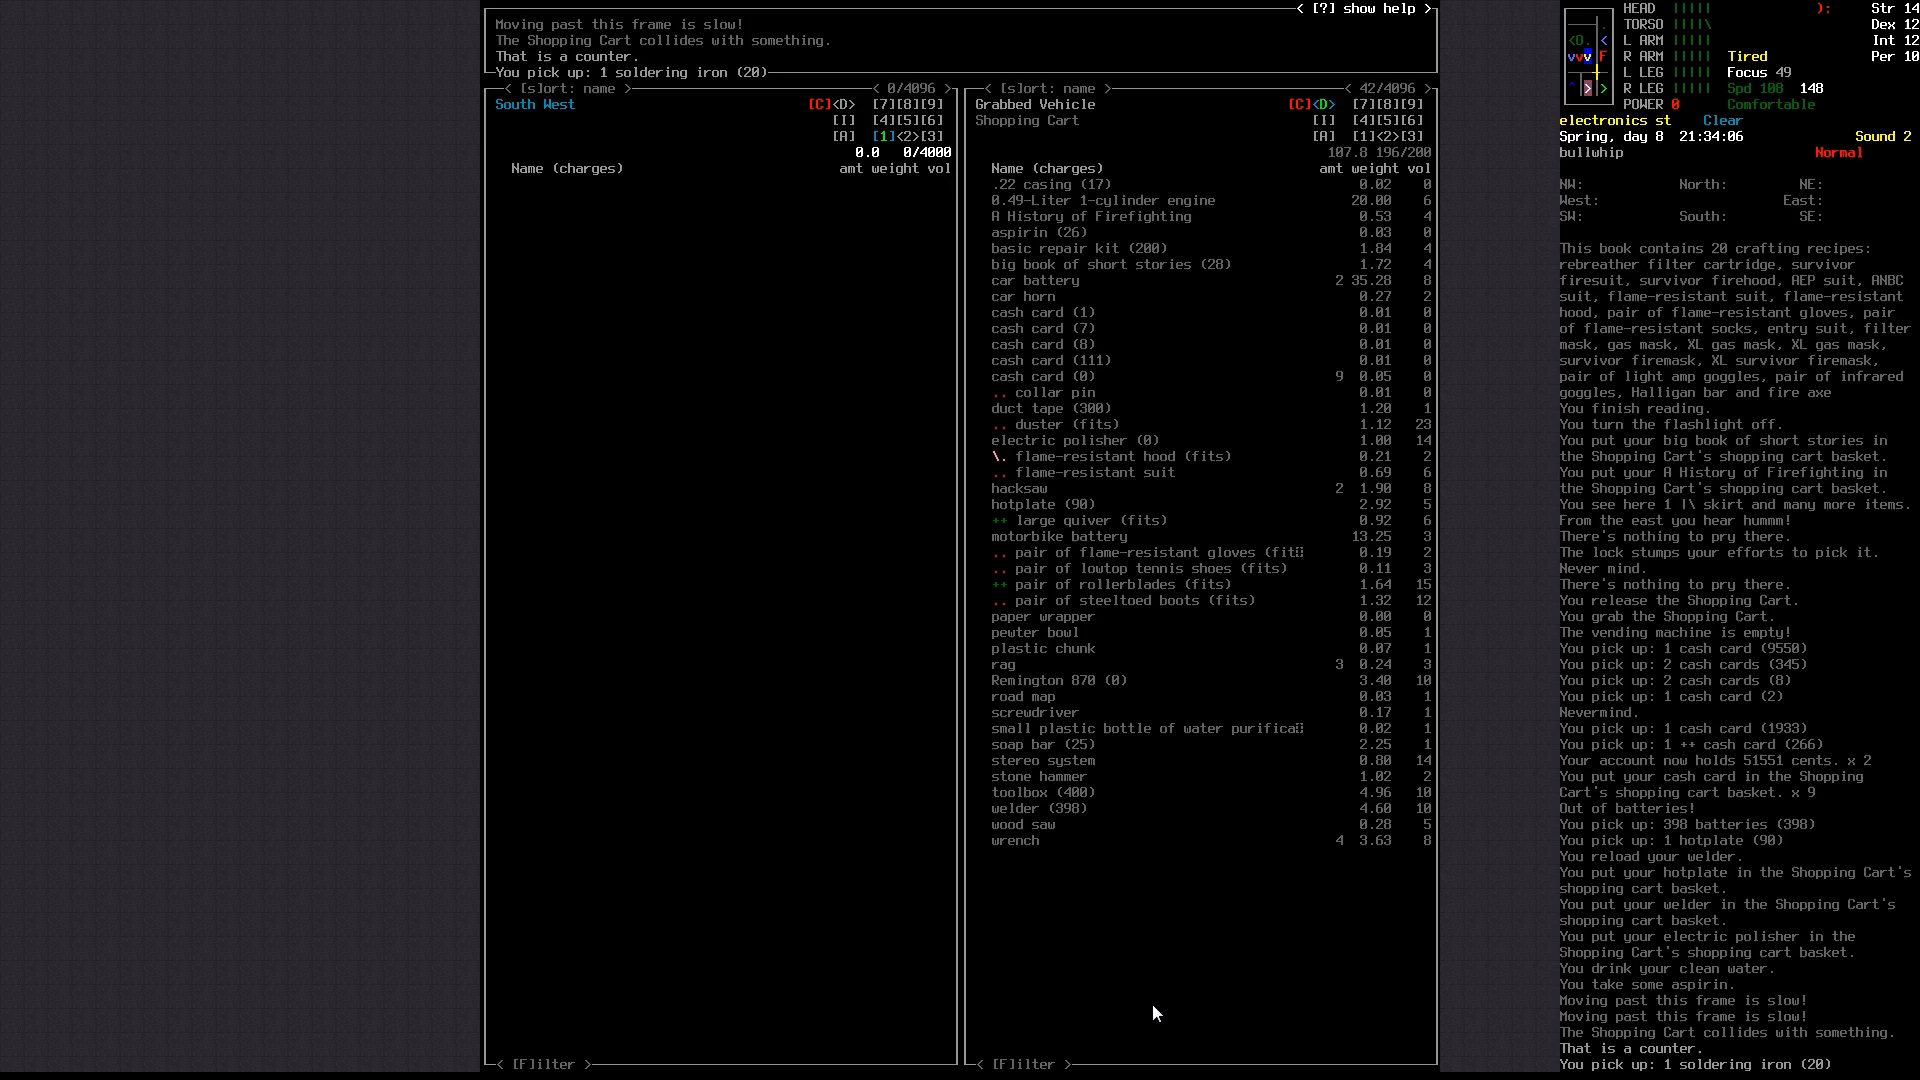 < [?] show help >
Moving past this frame is slow!
The Shopping Cart collides with something.
That is a counter.
You pick up: 1 soldering iron (20)
< [s]ort: name >
< 0/4096 >
South West
[C]<D> [7][8][9]
[I] [4][5][6]
[A] [1]<2>[3]
0.0 0/4000
Name (charges) amt weight vol
< [F]ilter >
< [s]ort: name >
< 42/4096 >
Grabbed Vehicle [C]<D> [7][8][9]
Shopping Cart [I] [4][5][6]
[A] [1]<2>[3]
107.8 196/200
Name (charges) amt weight vol
.22 casing (17) 0.02 0
0.49-Liter 1-cylinder engine 20.00 6
A History of Firefighting 0.53 4
aspirin (26) 0.03 0
basic repair kit (200) 1.84 4
big book of short stories (28) 1.72 4
car battery 2 35.28 8
car horn 0.27 2
cash card (1) 0.01 0
cash card (7) 0.01 0
cash card (8) 0.01 0
cash card (111) 0.01 0
cash card (0) 9 0.05 0
.. collar pin 0.01 0
duct tape (300) 1.20 1
.. duster (fits) 1.12 23
electric polisher (0) 1.00 14
\. flame-resistant hood (fits) 0.21 2
.. flame-resistant suit 0.69 6
hacksaw 2 1.90 8
hotplate (90) 2.92 5
++ large quiver (fits) 0.92 6
motorbike battery 13.25 3
.. pair of flame-resistant gloves (fit 0.19 2
.. pair of lowtop tennis shoes (fits) 0.11 3
++ pair of rollerblades (fits) 1.64 15
.. pair of steeltoed boots (fits) 1.32 12
paper wrapper 0.00 0
pewter bowl 0.05 1
plastic chunk 0.07 1
rag 3 0.24 3
Remington 870 (0) 3.40 10
road map 0.03 1
screwdriver 0.17 1
small plastic bottle of water purifica 0.02 1
soap bar (25) 2.25 1
stereo system 0.80 14
stone hammer 1.02 2
toolbox (400) 4.96 10
welder (398) 4.60 10
wood saw 0.28 5
wrench 4 3.63 8
< [F]ilter >
HEAD ||||| ): Str 14
TORSO ||||\ Dex 12
L ARM ||||| Int 12
R ARM ||||| Tired Per 10
L LEG ||||| Focus 49
R LEG ||||| Spd 108 148
POWER 0 Comfortable
electronics st Clear
Spring, day 8 21:34:06 Sound 2
bullwhip Normal
NW: North: NE:
West: East:
SW: South: SE:
This book contains 20 crafting recipes:
rebreather filter cartridge, survivor
firesuit, survivor firehood, AEP suit, ANBC
suit, flame-resistant suit, flame-resistant
hood, pair of flame-resistant gloves, pair
of flame-resistant socks, entry suit, filter
mask, gas mask, XL gas mask, XL gas mask,
survivor firemask, XL survivor firemask,
pair of light amp goggles, pair of infrared
goggles, Halligan bar and fire axe
You finish reading.
You turn the flashlight off.
You put your big book of short stories in
the Shopping Cart's shopping cart basket.
You put your A History of Firefighting in
the Shopping Cart's shopping cart basket.
You see here 1 |\ skirt and many more items.
From the east you hear hummm!
There's nothing to pry there.
The lock stumps your efforts to pick it.
Never mind.
There's nothing to pry there.
You release the Shopping Cart.
You grab the Shopping Cart.
The vending machine is empty!
You pick up: 1 cash card (9550)
You pick up: 2 cash cards (345)
You pick up: 2 cash cards (8)
You pick up: 1 cash card (2)
Nevermind.
You pick up: 1 cash card (1933)
You pick up: 1 ++ cash card (266)
Your account now holds 51551 cents. x 2
You put your cash card in the Shopping
Cart's shopping cart basket. x 9
Out of batteries!
You pick up: 398 batteries (398)
You pick up: 1 hotplate (90)
You reload your welder.
You put your hotplate in the Shopping Cart's
shopping cart basket.
You put your welder in the Shopping Cart's
shopping cart basket.
You put your electric polisher in the
Shopping Cart's shopping cart basket.
You drink your clean water.
You take some aspirin.
Moving past this frame is slow!
Moving past this frame is slow!
The Shopping Cart collides with something.
That is a counter.
You pick up: 1 soldering iron (20)